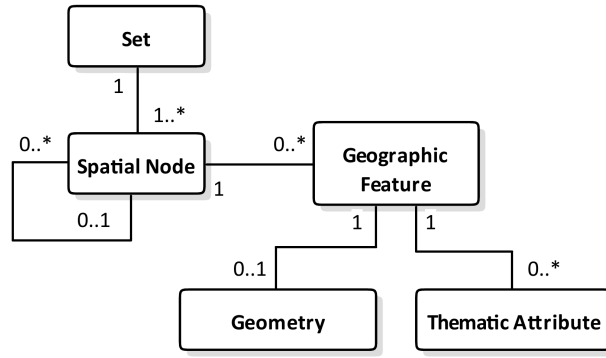 Set
1
1..*
0..*
Spatial Node
0..1
1
0..*
Geographic
Feature
1
1
0..1
0..*
Geometry
Thematic Attribute